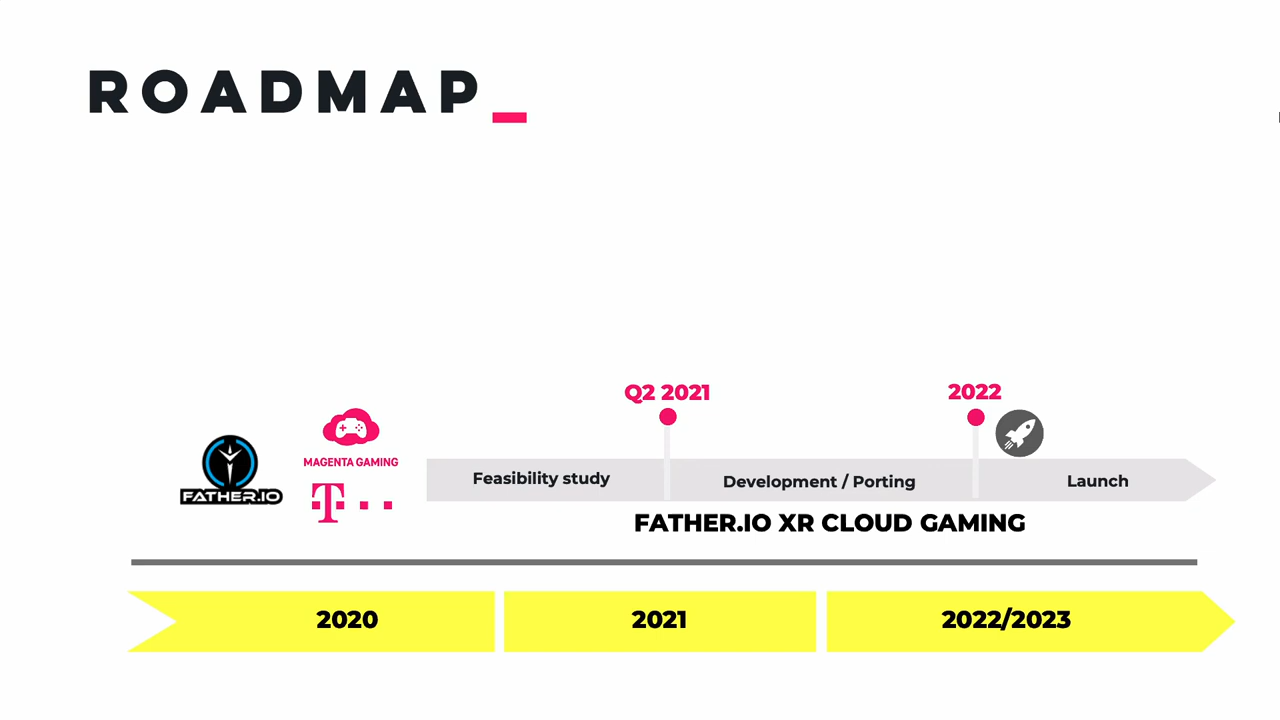 ROADMAP_
Q2 2021
2022
MAGENTA GAMING
FATHER.IO
T
Feasibility study
Development / Porting
Launch
FATHER.IO XR CLOUD GAMING
2020
2021
2022/2023